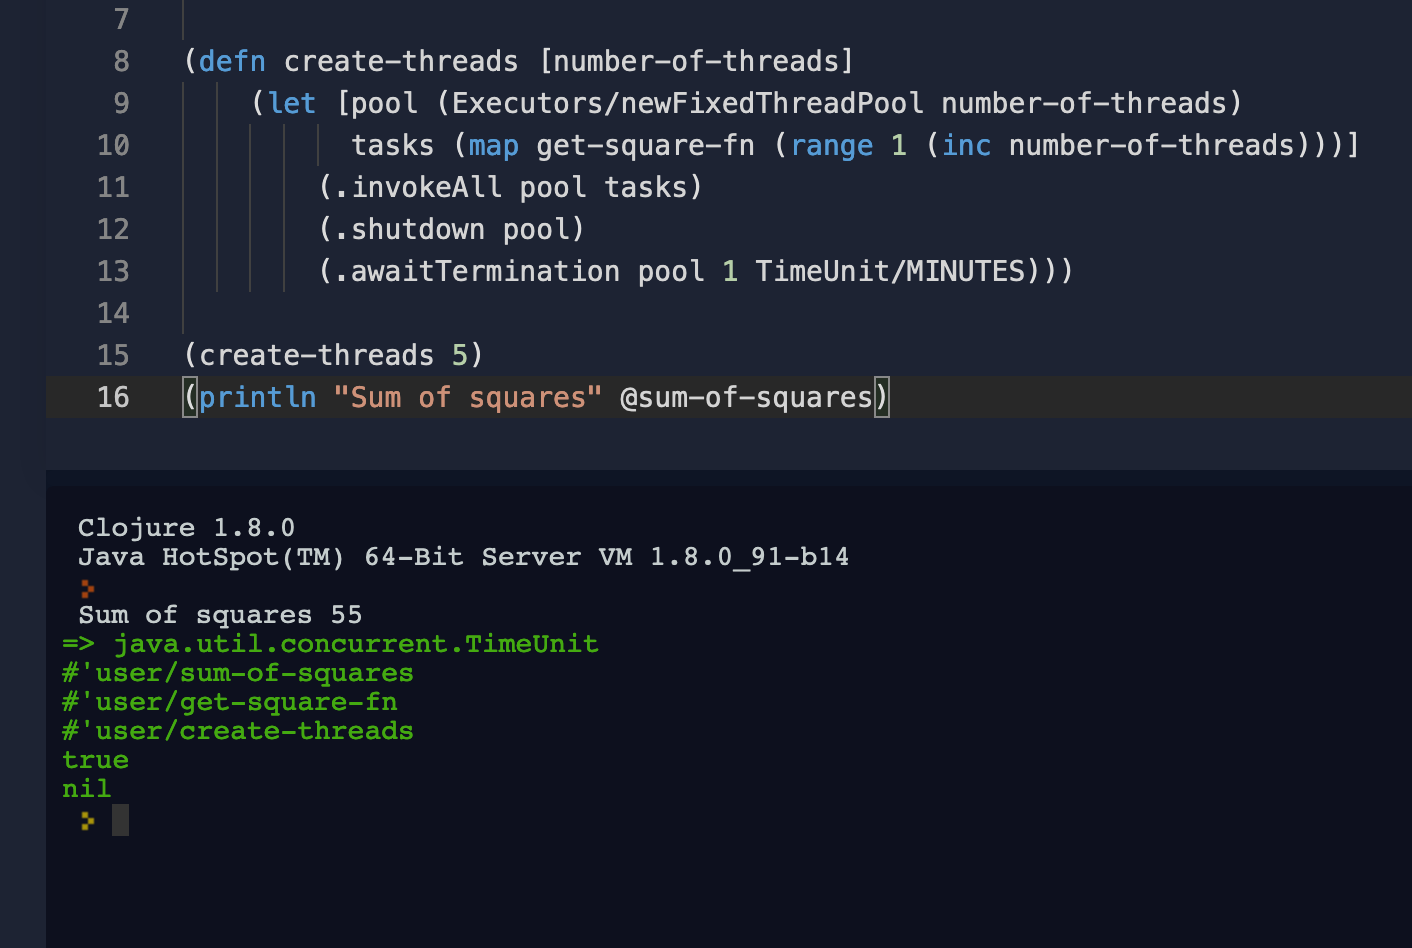 7
8 (defn create-threads [number-of-threads]
9 (let [pool (Executors/newFixedThreadPool number-of-threads)
10 tasks (map get-square-fn (range 1 (inc number-of-threads)))]
11 (.invokeAll pool tasks)
12 (.shutdown pool)
13 (.awaitTermination pool 1 TimeUnit/MINUTES)))
14
15 (create-threads 5)
16 (println "Sum of squares" @sum-of-squares)
Clojure 1.8.0
Java HotSpot(TM) 64-Bit Server VM 1.8.0_91-b14
>
Sum of squares 55
=> java.util.concurrent.TimeUnit
#'user/sum-of-squares
#'user/get-square-fn
#'user/create-threads
true
nil
>